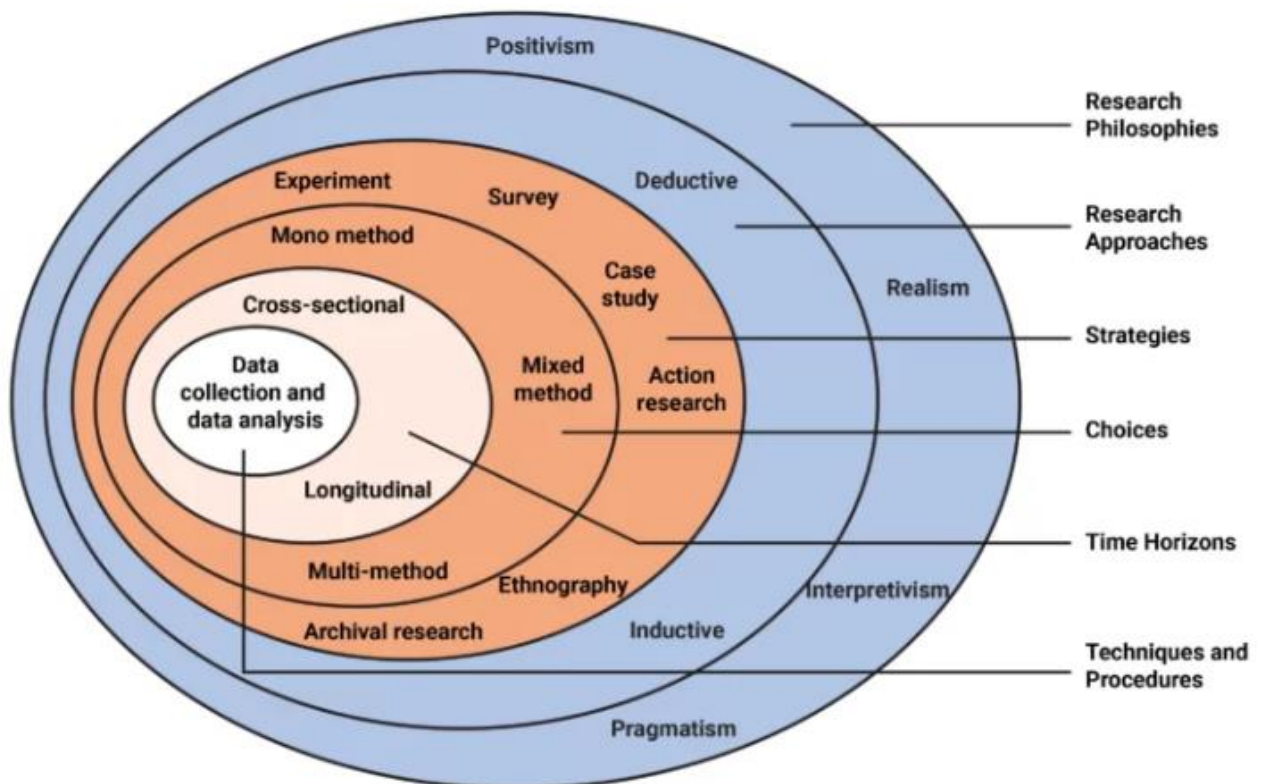 Positivism
Research
Philosophies
Experiment
Survey
Deductive
Research
Approaches
Mono method
Case
study
Realism
Cross-sectional
Strategies
Data
collection and
data analysis
Mixed
method
Action
research
Choices
Longitudinal
Time Horizons
Multi-method
Ethnography
Interpretivism
Archival research
Inductive
Techniques and
Procedures
Pragmatism